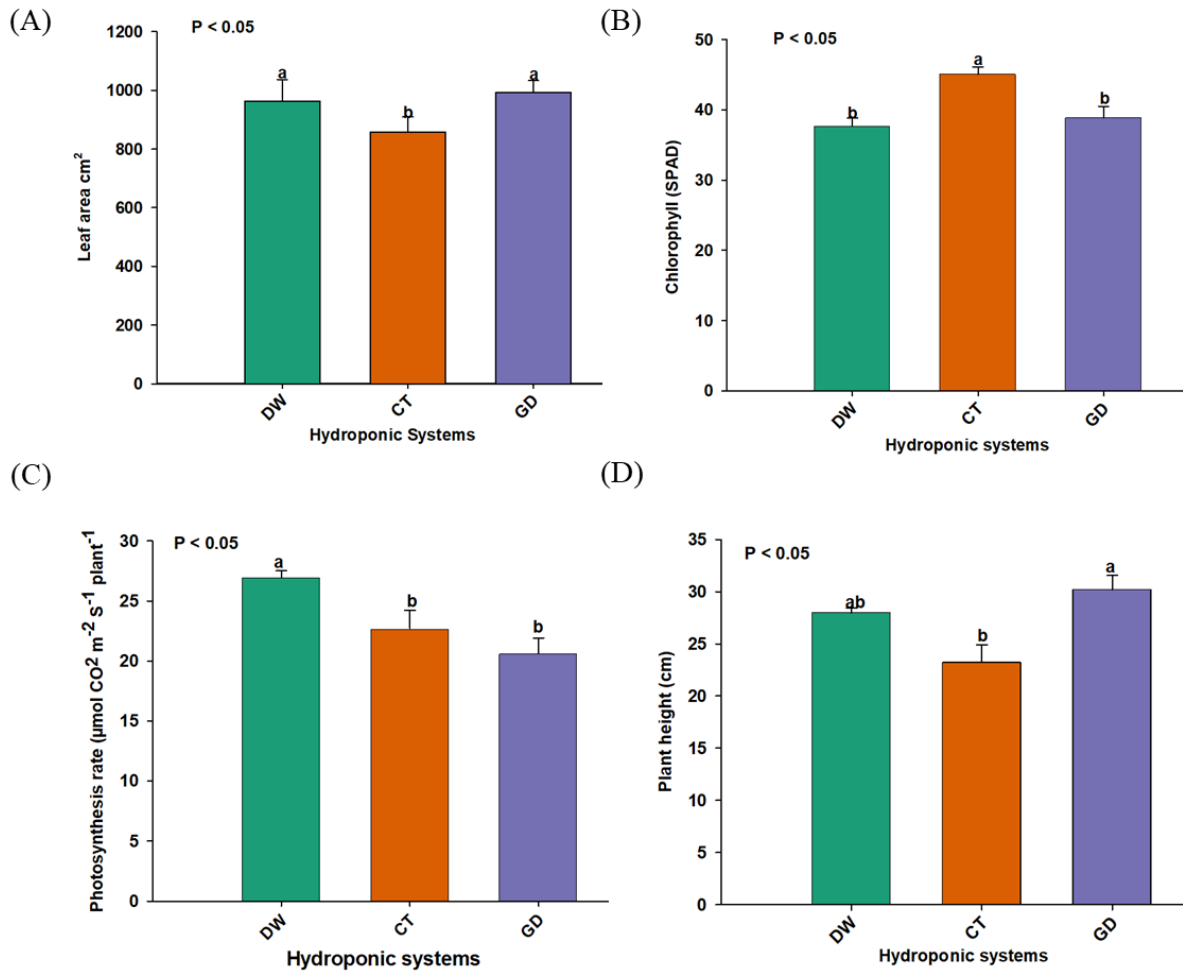 (A)
P < 0.05
1200
1000
800
600
400
200
0
Leaf area cm²
a
b
a
DW
CT
GD
Hydroponic Systems
(B)
P < 0.05
50
40
30
20
10
0
Chlorophyll (SPAD)
b
a
b
DW
CT
GD
Hydroponic systems
(C)
P < 0.05
30
25
20
15
10
5
0
Photosynthesis rate (µmol CO² m⁻² S⁻¹ plant⁻¹
a
b
b
DW
CT
GD
Hydroponic systems
(D)
P < 0.05
35
30
25
20
15
10
5
0
Plant height (cm)
ab
b
a
DW
CT
GD
Hydroponic systems